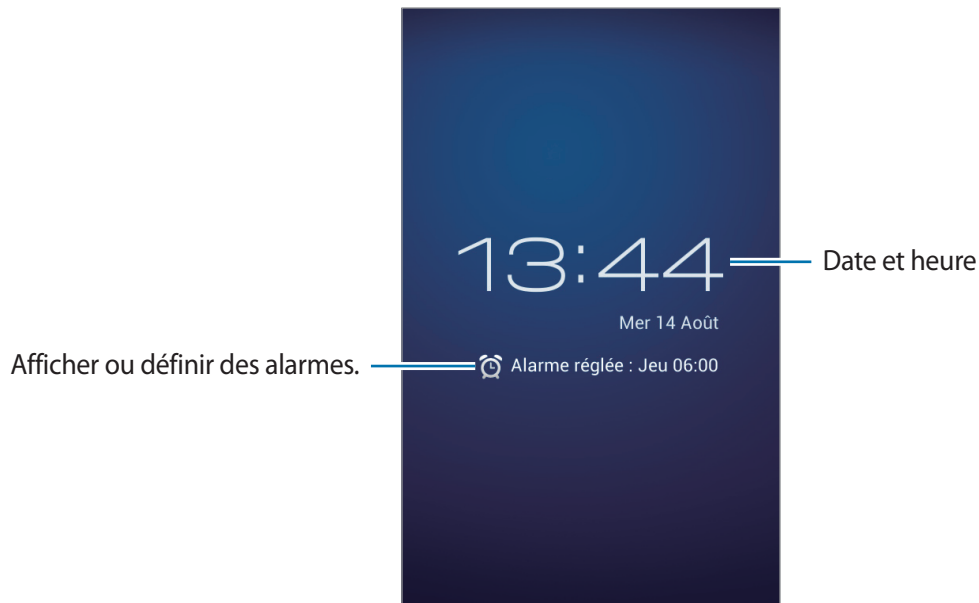 13:44
Date et heure
Mer 14 Août
Afficher ou définir des alarmes.
Alarme réglée : Jeu 06:00